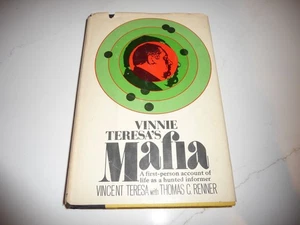 VINNIE
TERESA'S
Mafia
A first-person account of
life as a hunted informer
VINCENT TERESA with THOMAS C. RENNER